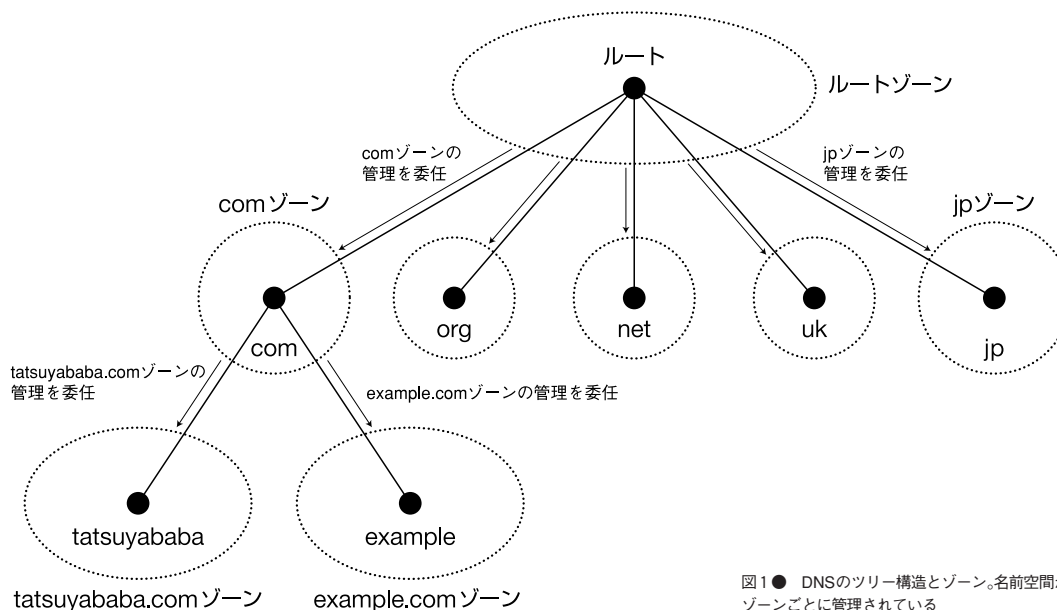 ルート
ルートゾーン
comゾーンの
管理を委任
jpゾーンの
管理を委任
comゾーン
jpゾーン
com
org
net
uk
jp
tatsuyababa.comゾーンの
管理を委任
example.comゾーンの管理を委任
tatsuyababa
example
tatsuyababa.comゾーン
example.comゾーン
図1● DNSのツリー構造とゾーン。名前空間
ゾーンごとに管理されている